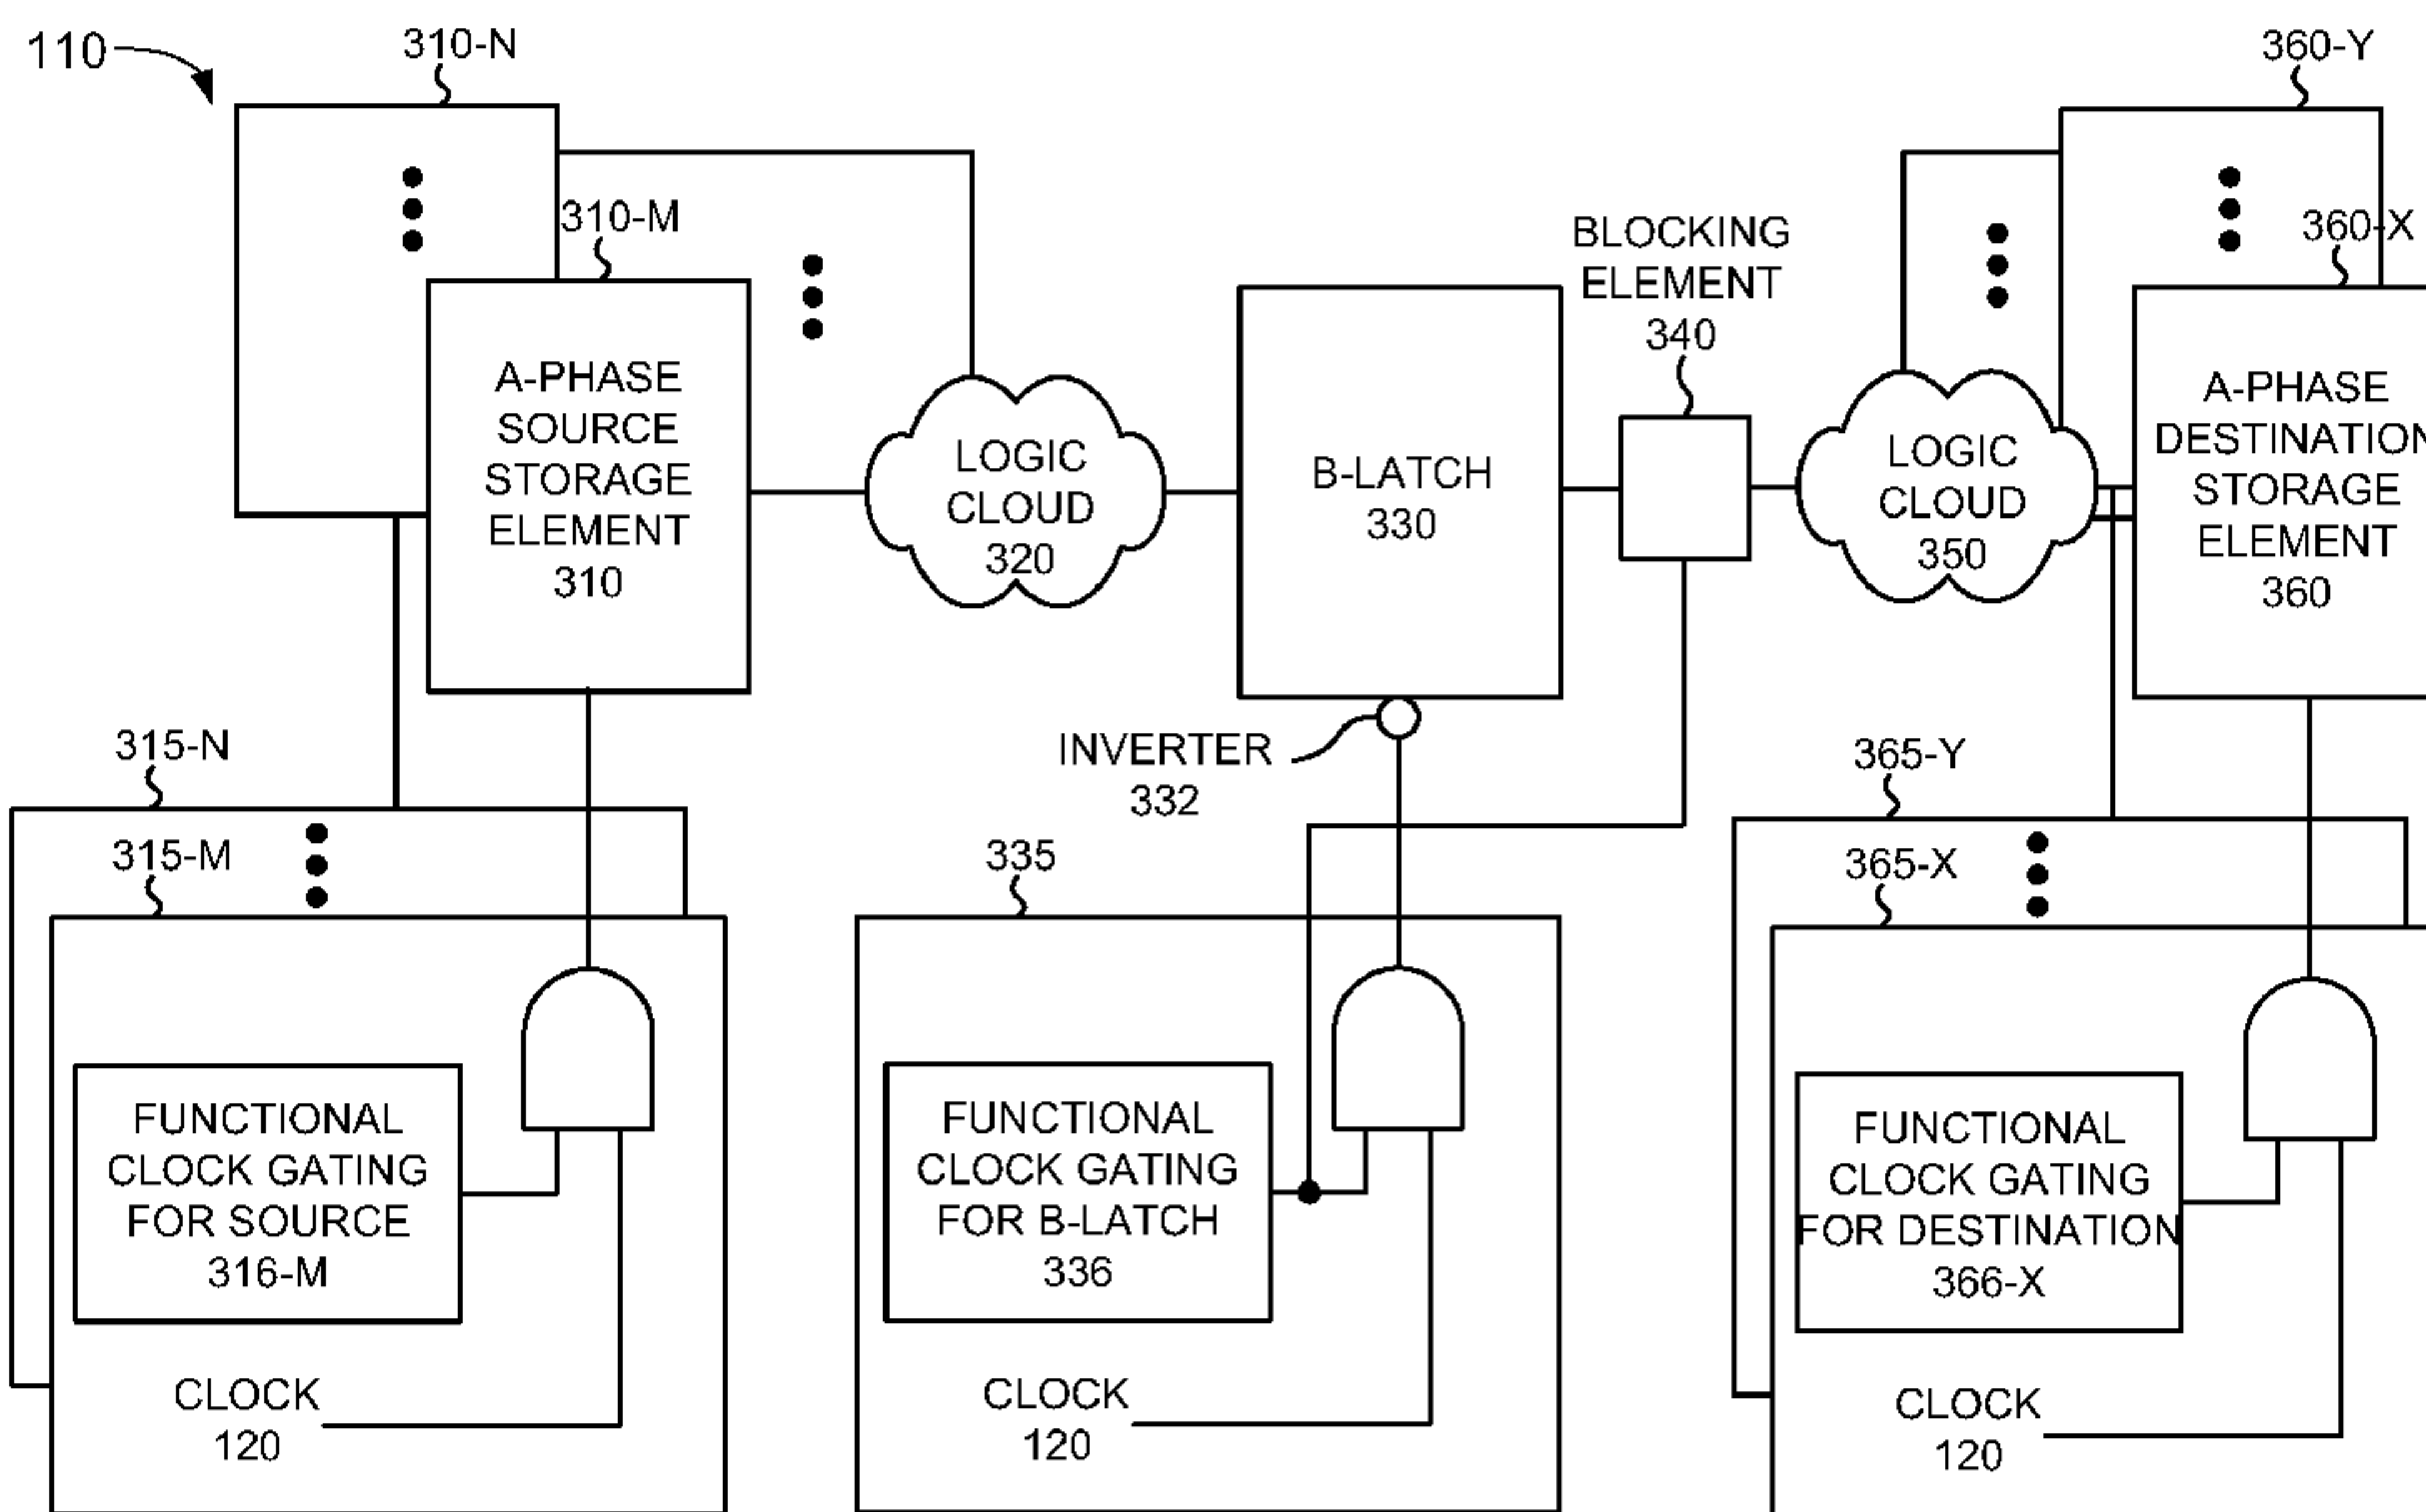 110
310-N
360-Y
310-M
360-X
BLOCKING
ELEMENT
340
A-PHASE
SOURCE
STORAGE
ELEMENT
310
LOGIC
CLOUD
320
B-LATCH
330
LOGIC
CLOUD
350
A-PHASE
DESTINATION
STORAGE
ELEMENT
360
INVERTER
332
315-N
315-M
335
365-Y
365-X
FUNCTIONAL
CLOCK GATING
FOR SOURCE
316-M
CLOCK
120
FUNCTIONAL
CLOCK GATING
FOR B-LATCH
336
CLOCK
120
FUNCTIONAL
CLOCK GATING
FOR DESTINATION
366-X
CLOCK
120